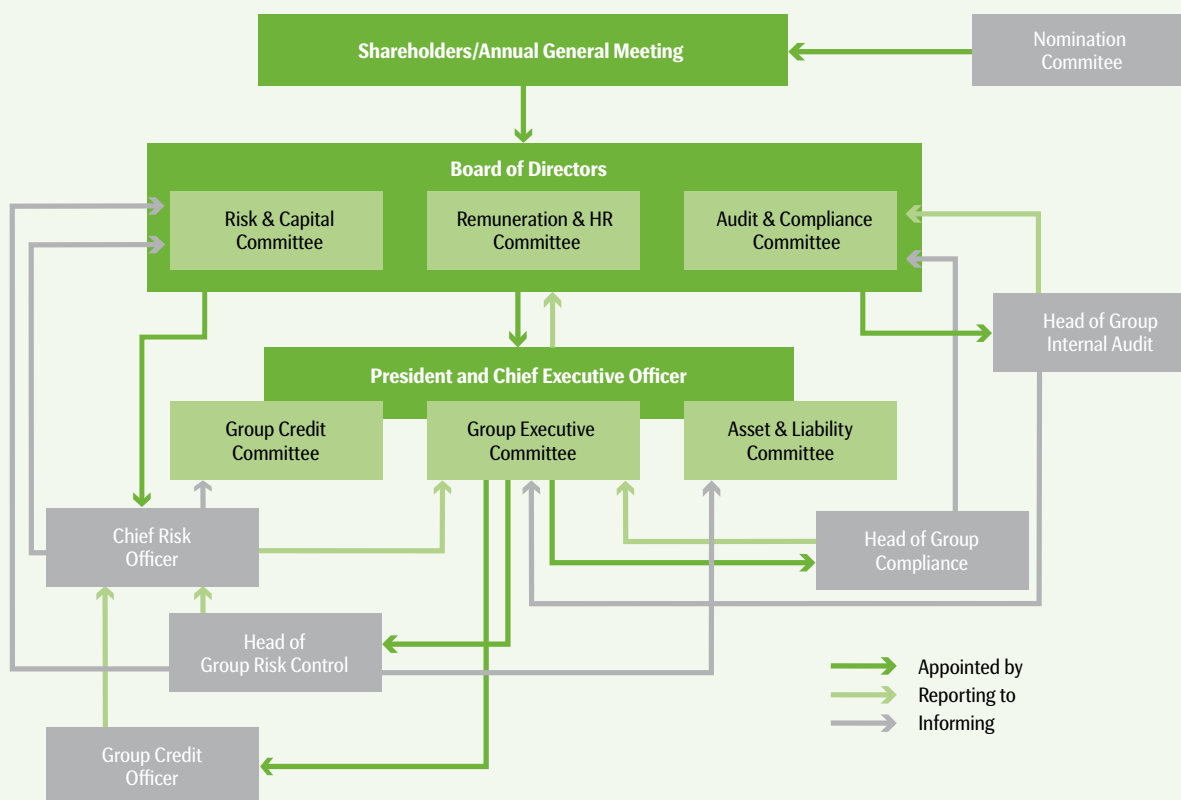 Shareholders/Annual General Meeting
Nomination
Commitee
Board of Directors
Risk & Capital
Committee
Remuneration & HR
Committee
Audit & Compliance
Committee
Head of Group
Internal Audit
President and Chief Executive Officer
Group Credit
Committee
Group Executive
Committee
Asset & Liability
Committee
Chief Risk
Officer
Head of Group
Compliance
Head of
Group Risk Control
Group Credit
Officer
Appointed by
Reporting to
Informing